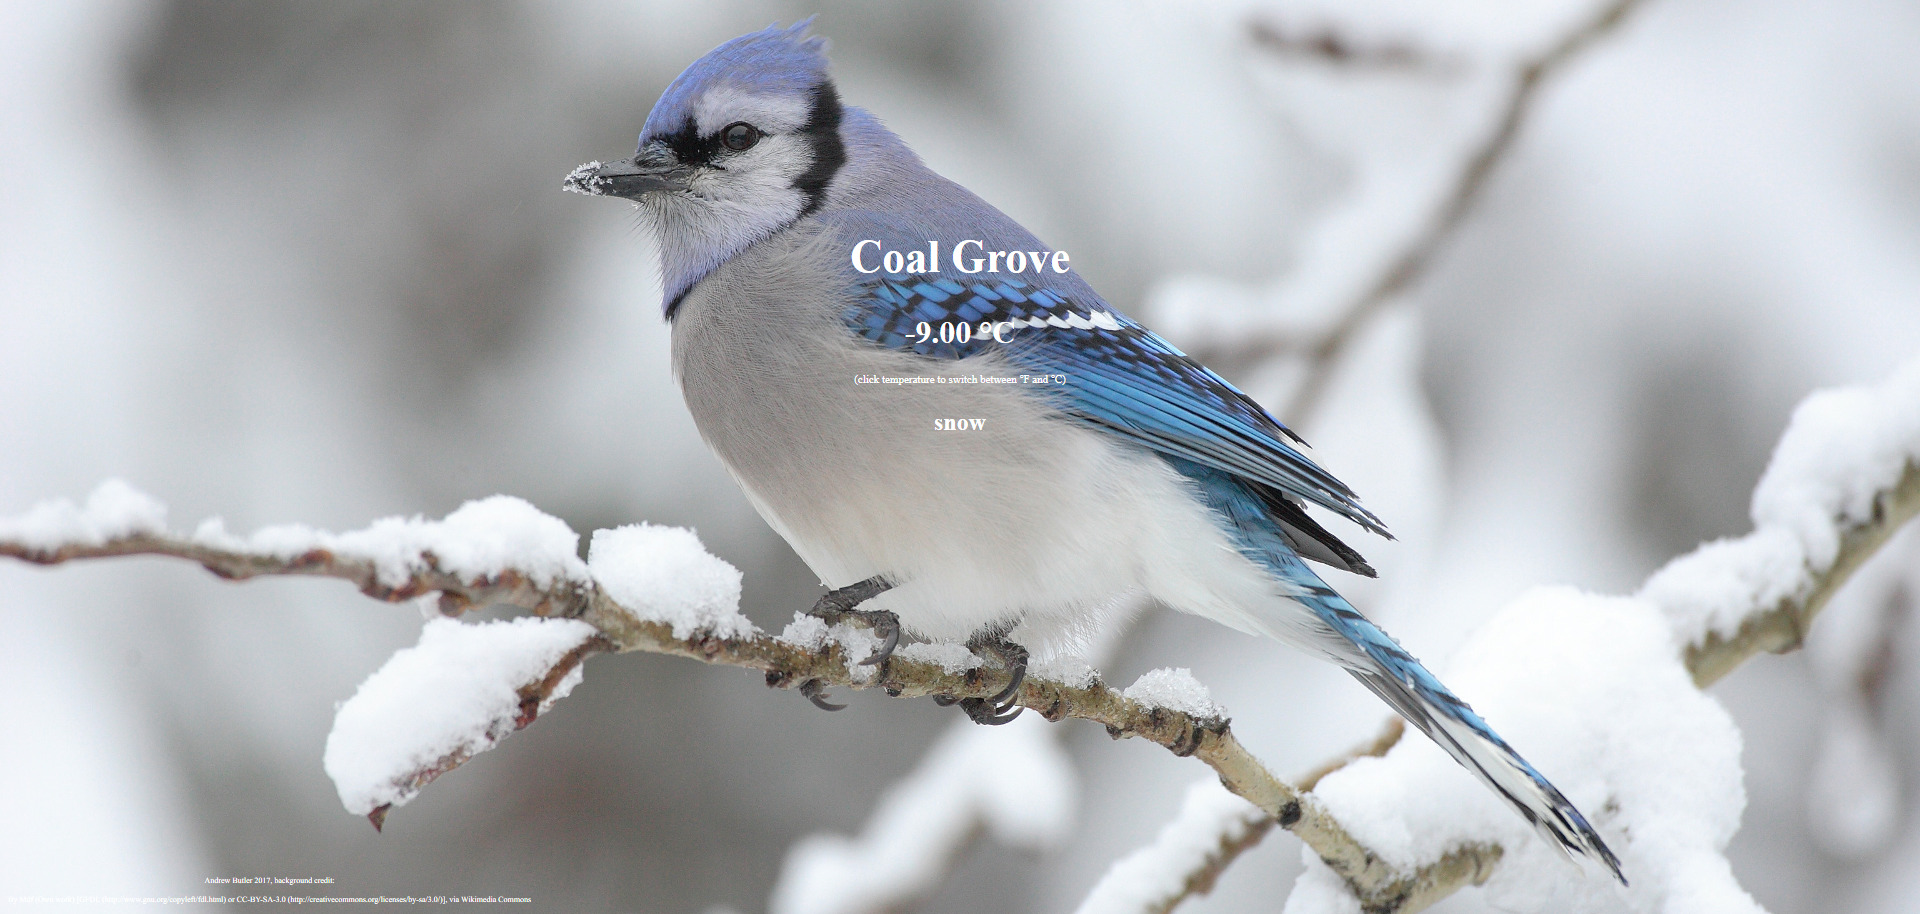 Coal Grove
-9.00 °C
(click temperature to switch between °F and °C)
snow
Andrew Butler 2017, background credit:
(http://www.gnu.org/copyleft/fdl.html) or CC-BY-SA-3.0 (http://creativecommons.org/licenses/by-sa/3.0/)], via Wikimedia Commons